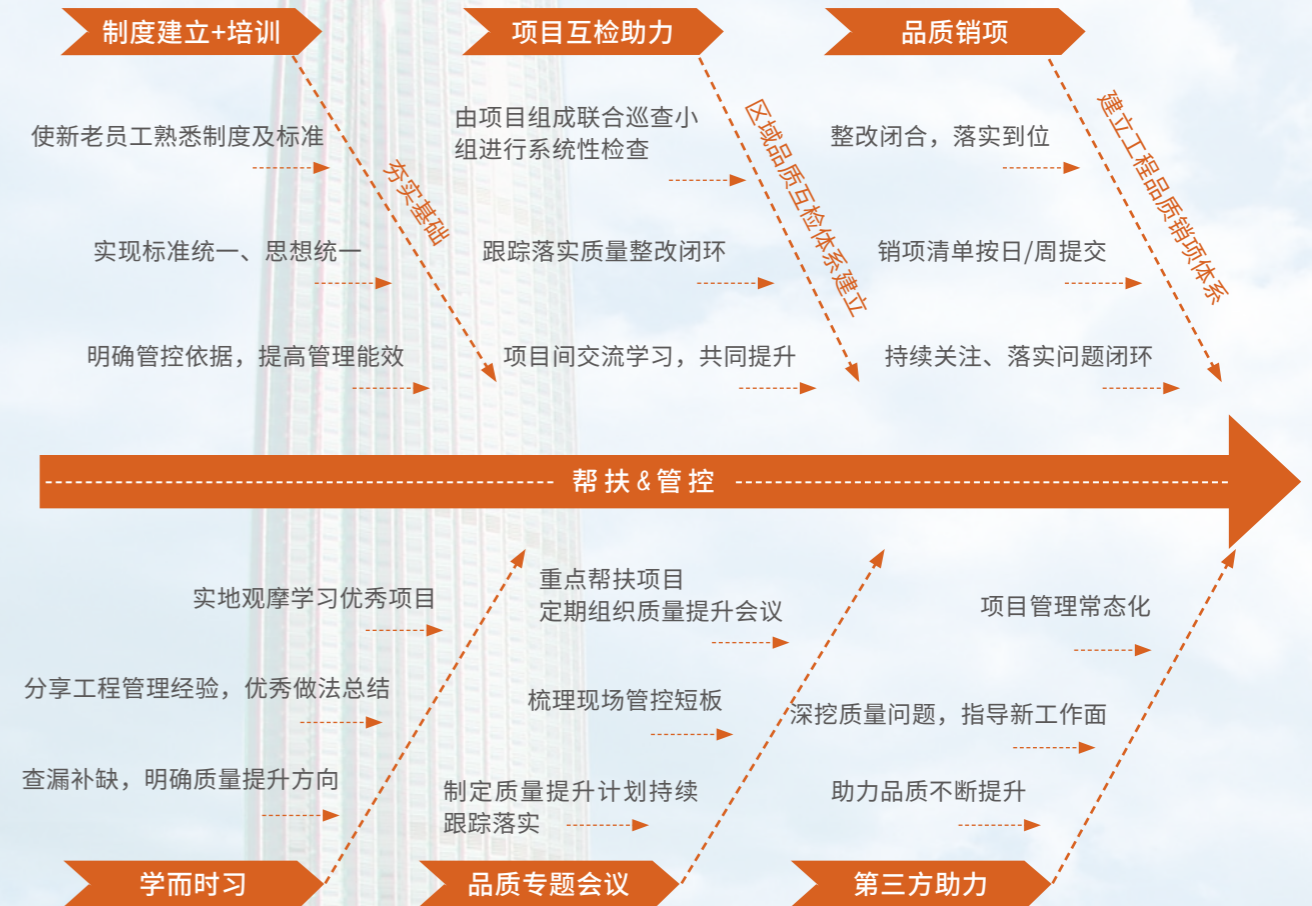 制度建立+培训
项目互检助力
品质销项
使新老员工熟悉制度及标准
实现标准统一、思想统一
明确管控依据，提高管理能效
夯实基础
由项目组成联合巡查小
组进行系统性检查
跟踪落实质量整改闭环
项目间交流学习，共同提升
区域品质互检体系建立
整改闭合，落实到位
销项清单按日/周提交
持续关注、落实问题闭环
建立工程品质销项体系
帮扶&管控
实地观摩学习优秀项目
分享工程管理经验，优秀做法总结
查漏补缺，明确质量提升方向
重点帮扶项目
定期组织质量提升会议
梳理现场管控短板
制定质量提升计划持续
跟踪落实
项目管理常态化
深挖质量问题，指导新工作面
助力品质不断提升
学而时习
品质专题会议
第三方助力